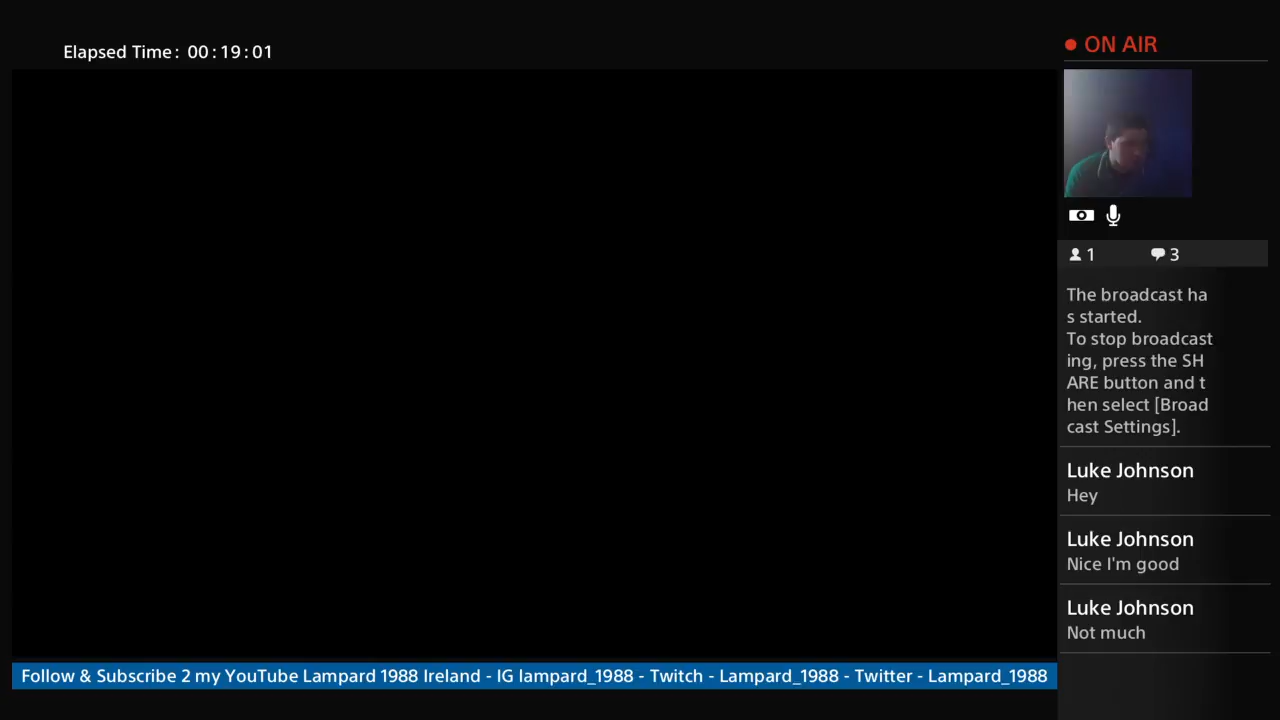 Elapsed Time: 00:19:01
ON AIR
1 3
The broadcast ha
s started.
To stop broadcast
ing, press the SH
ARE button and t
hen select [Broad
cast Settings].
Luke Johnson
Hey
Luke Johnson
Nice I'm good
Luke Johnson
Not much
Follow & Subscribe 2 my YouTube Lampard 1988 Ireland - IG lampard_1988 - Twitch - Lampard_1988 - Twitter - Lampard_1988